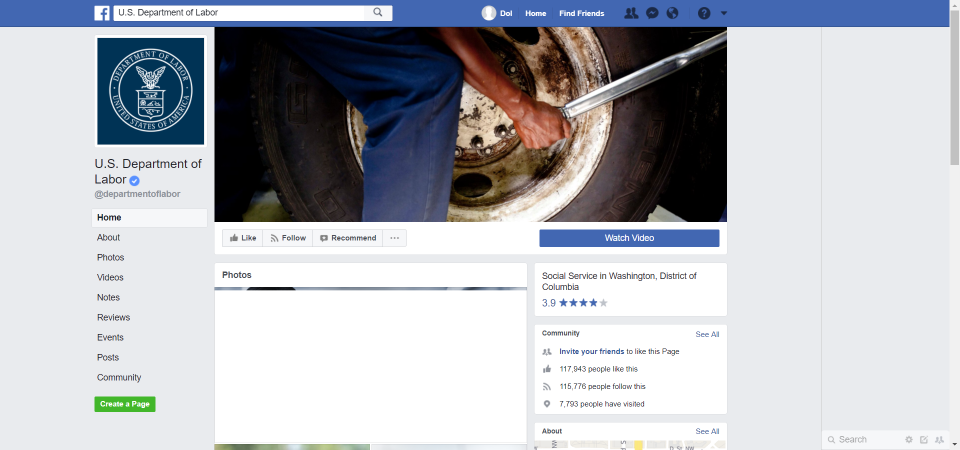 U.S. Department of Labor
Dol
Home
Find Friends
DEPARTMENT OF LABOR
UNITED STATES OF AMERICA
U.S. Department of
Labor
@departmentoflabor
Home
About
Photos
Videos
Notes
Reviews
Events
Posts
Community
Create a Page
Like
Follow
Recommend
Watch Video
Photos
Social Service in Washington, District of
Columbia
3.9
Community
See All
Invite your friends to like this Page
117,943 people like this
115,776 people follow this
7,793 people have visited
About
See All
Search